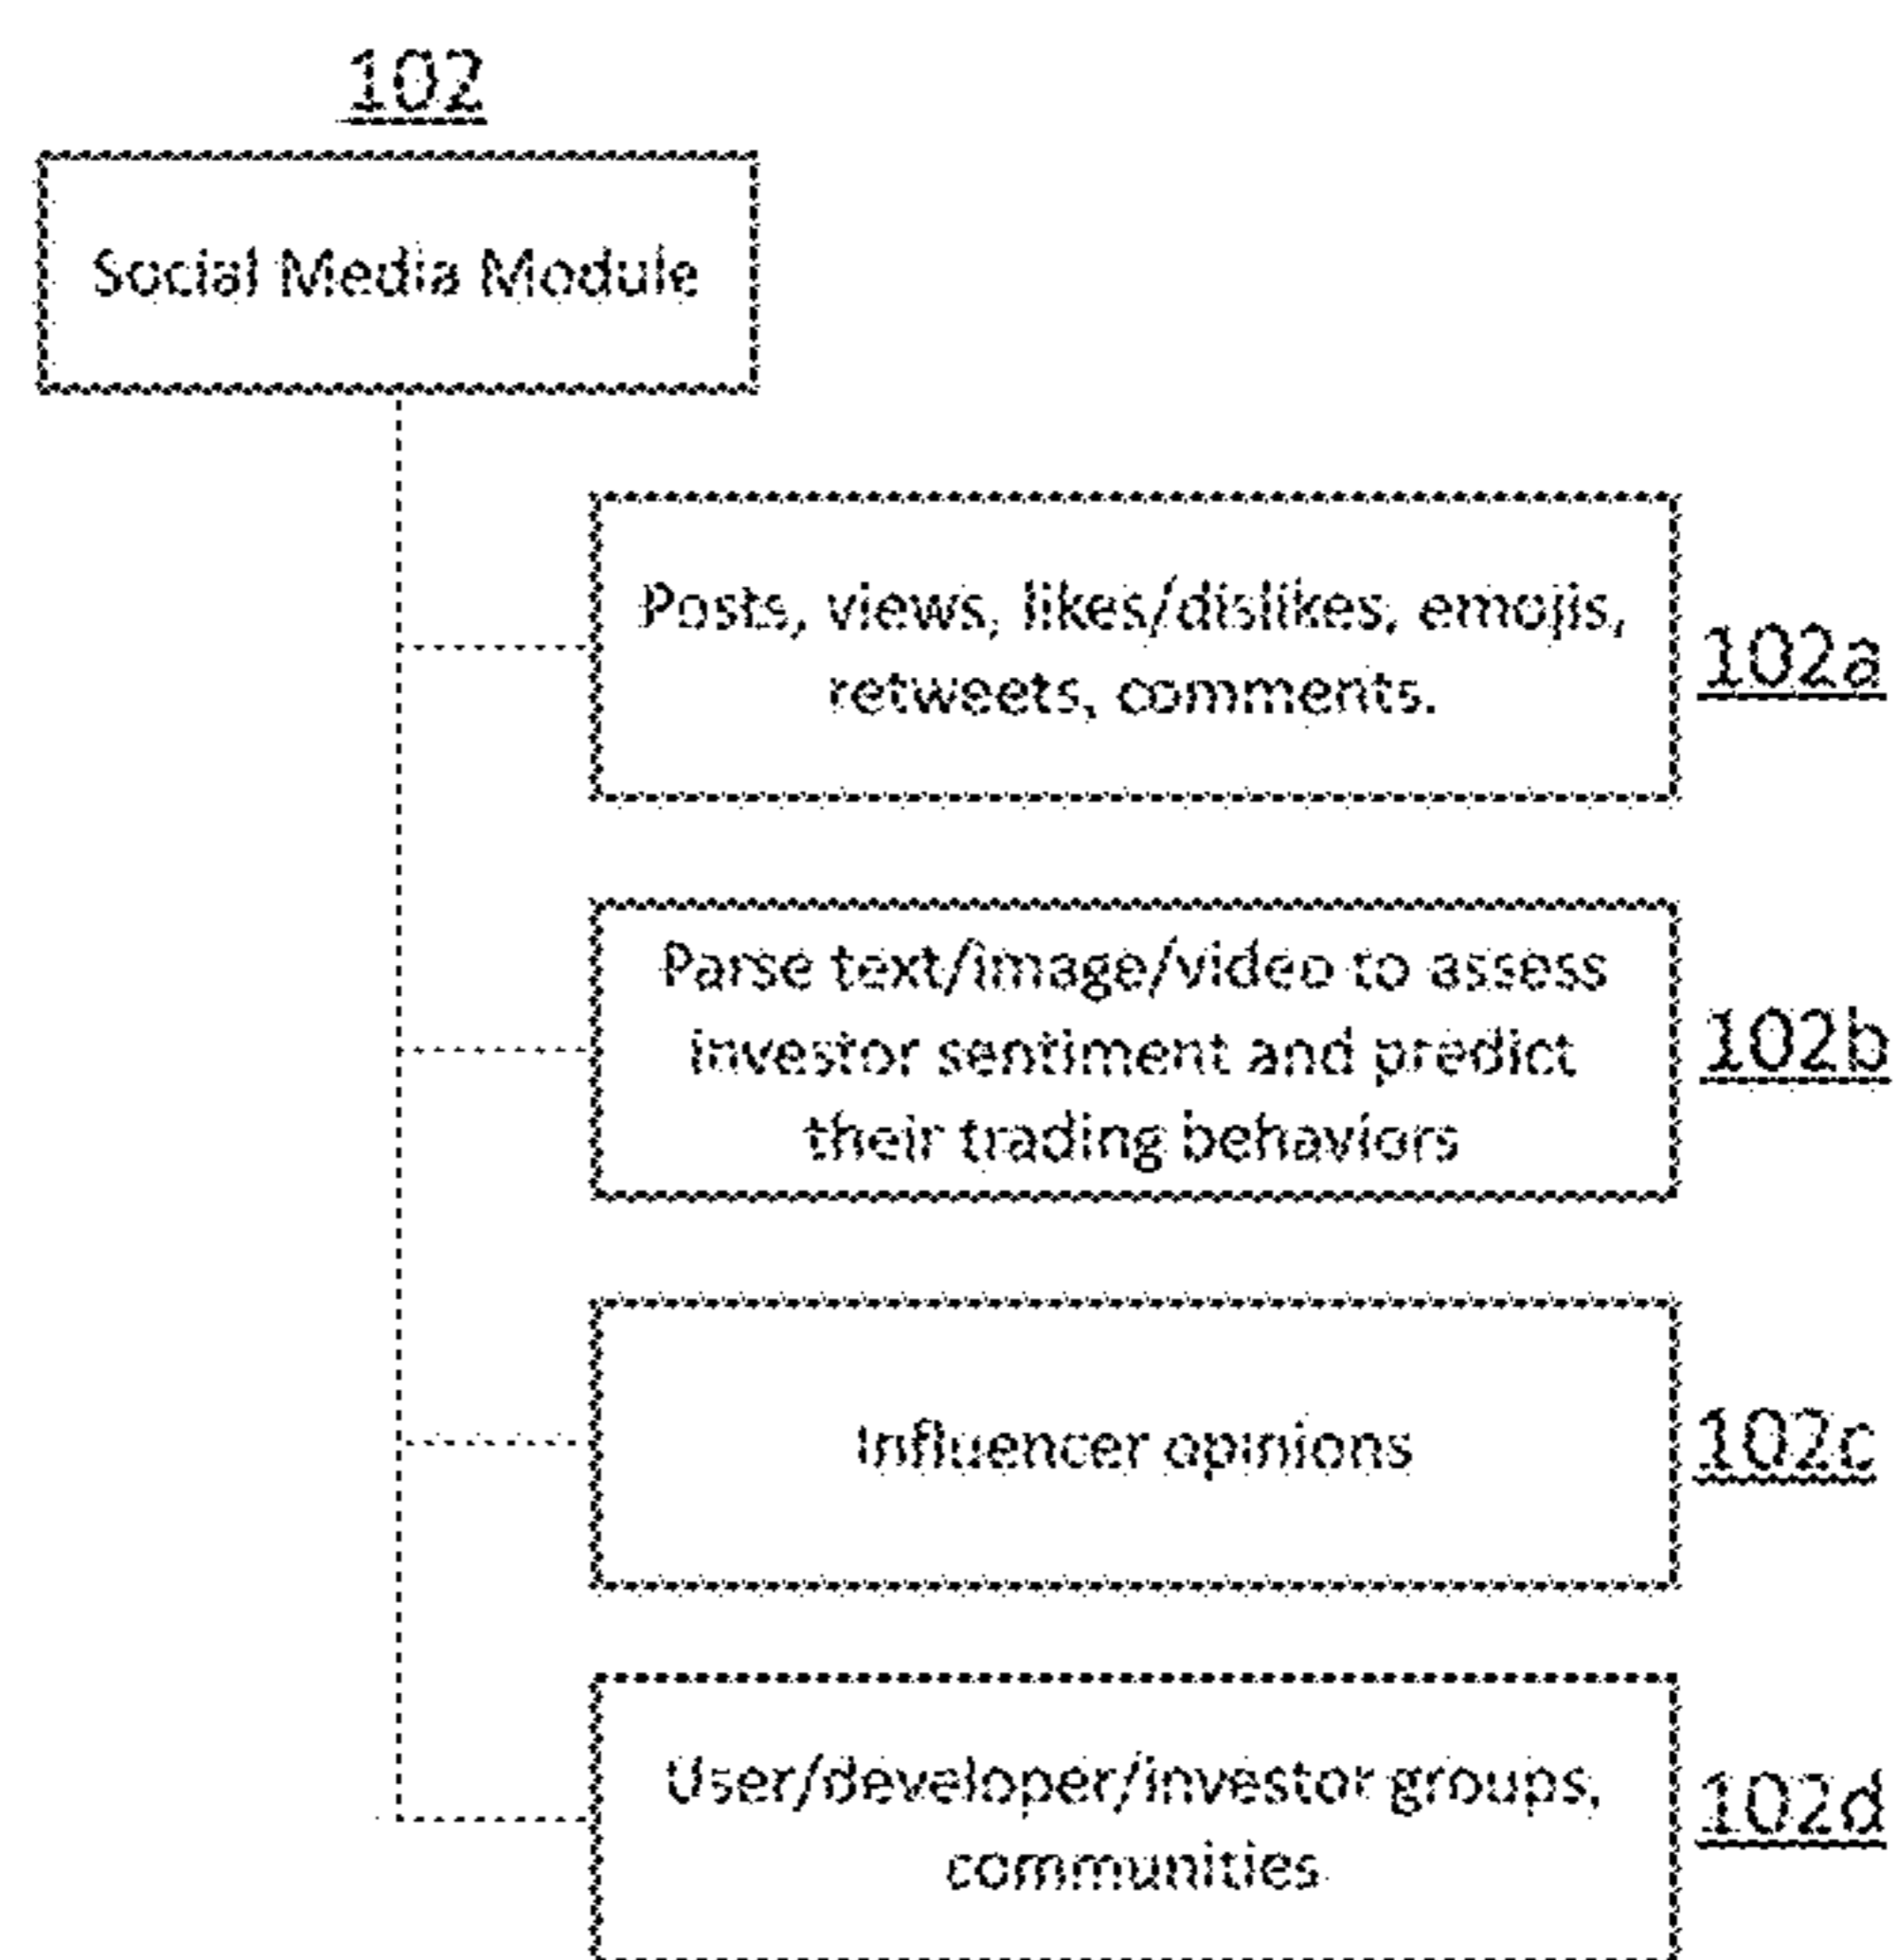 102
Social Media Module
Posts, views, likes/dislikes, emojis,
retweets, comments.
102a
Parse text/image/video to assess
investor sentiment and predict
their trading behaviors
102b
Influencer opinions
102c
User/developer/investor groups,
communities
102d